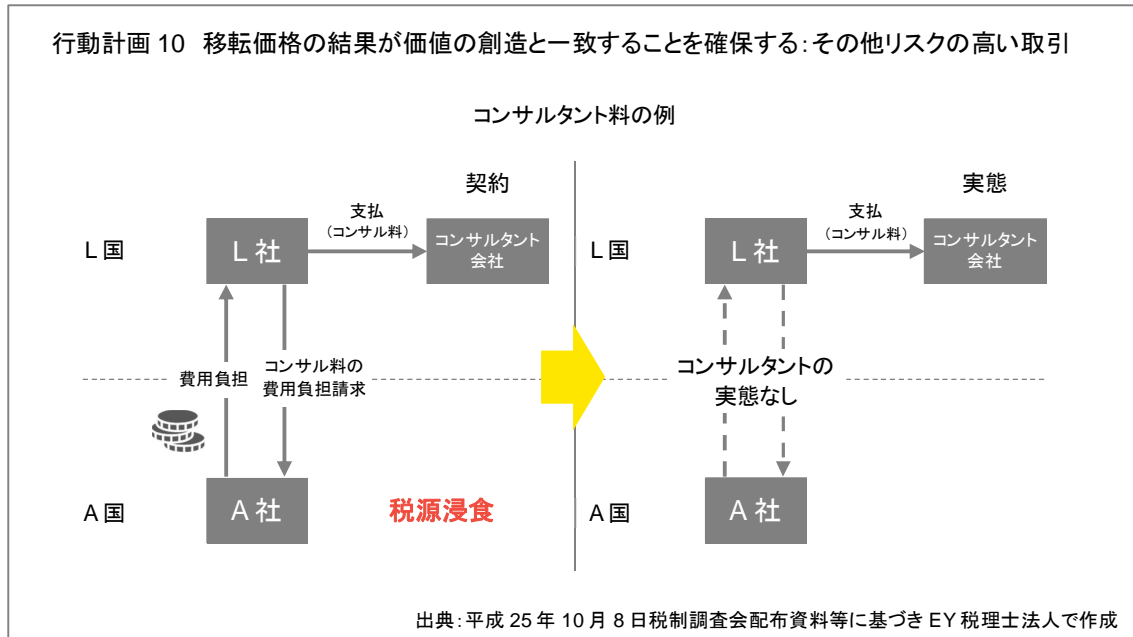 行動計画 10 移転価格の結果が価値の創造と一致することを確保する：その他リスクの高い取引
コンサルタント料の例
契約
L 国
L 社
支払
（コンサル料）
コンサルタント
会社
費用負担
コンサル料の
費用負担請求
A 国
A 社
税源浸食
実態
L 国
L 社
支払
（コンサル料）
コンサルタント
会社
コンサルタントの
実態なし
A 国
A 社
出典：平成 25 年 10 月 8 日税制調査会配布資料等に基づき EY 税理士法人で作成